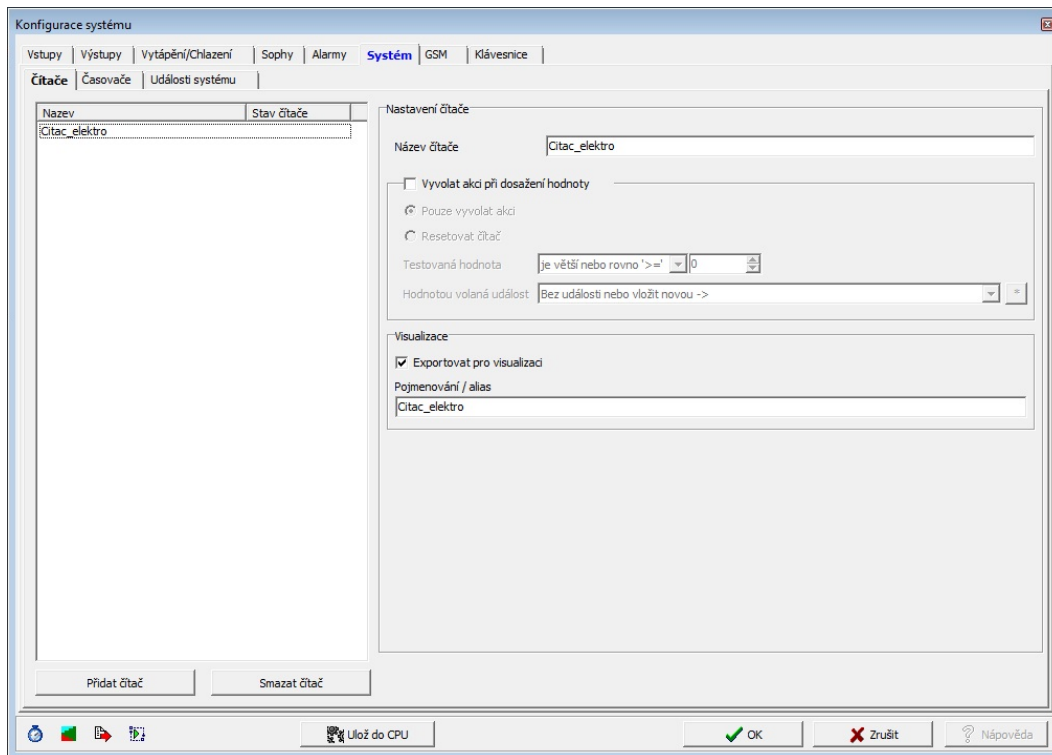 Konfigurace systému
Vstupy Výstupy Vytápění/Chlazení Sophy Alarmy Systém GSM Klávesnice
Čítače Časovače Události systému
Nazev Stav čítače
Citac_elektro
Nastavení čítače
Název čítače Citac_elektro
Vyvolat akci při dosažení hodnoty
Pouze vyvolat akci
Resetovat čítač
Testovaná hodnota je větší nebo rovno '>=' 0
Hodnotou volaná událost Bez události nebo vložit novou -> *
Visualizace
Exportovat pro visualizaci
Pojmenování / alias
Citac_elektro
Přidat čítač Smazat čítač
Ulož do CPU OK Zrušit ? Nápověda